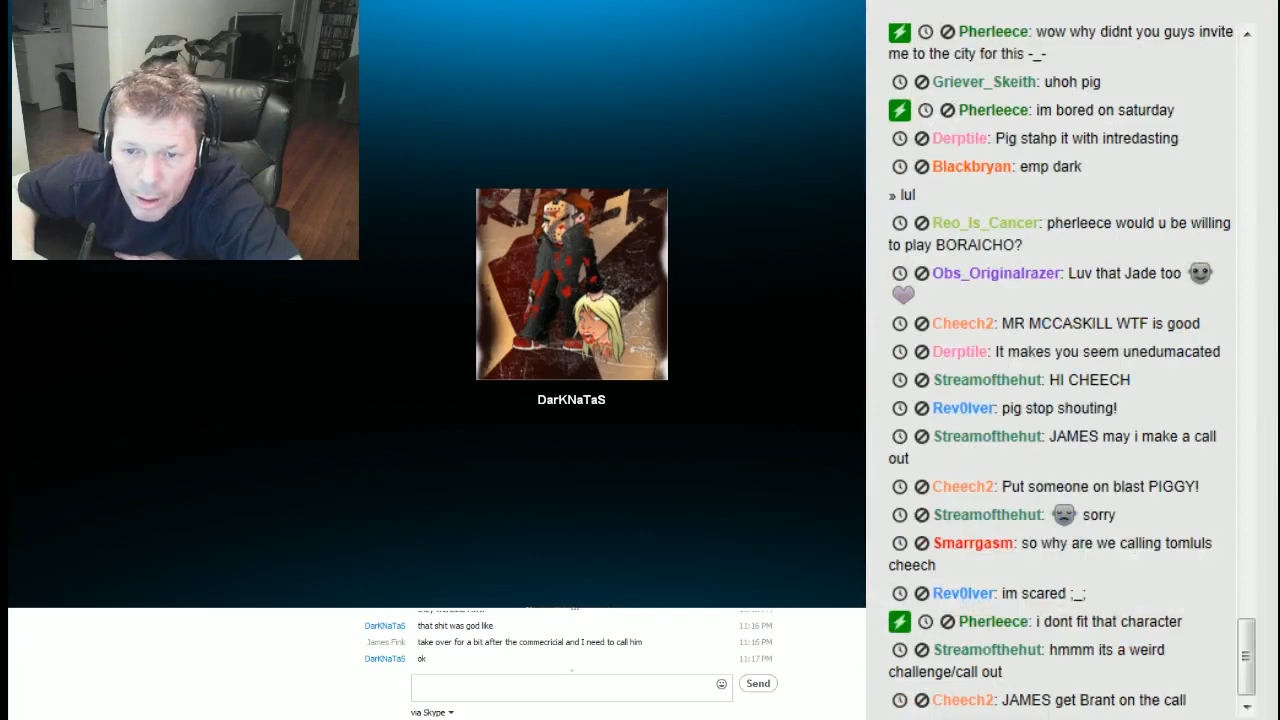 Pherleece: wow why didnt you guys invite
me to the city for this -_-
Griever_Skeith: uhoh pig
Pherleece: im bored on saturday
Derptile: Pig stahp it with intredasting
Blackbryan: emp dark
» lul
Reo_Is_Cancer: pherleece would u be willing
to play BORAICHO?
Obs_Originalrazer: Luv that Jade too
Cheech2: MR MCCASKILL WTF is good
Derptile: It makes you seem unedumacated
Streamofthehut: HI CHEECH
Rev0lver: pig stop shouting!
Streamofthehut: JAMES may i make a call
out
Cheech2: Put someone on blast PIGGY!
Streamofthehut: sorry
Smarrgasm: so why are we calling tomluls
cheech
Rev0lver: im scared ;_;
Pherleece: i dont fit that character
Streamofthehut: hmmm its a weird
challenge/call out
Cheech2: JAMES get Brant on the call
DarKNaTaS
DarKNaTaS that shit was god like 11:16 PM
James Fink take over for a bit after the commecricial and I need to call him 11:16 PM
DarKNaTaS ok 11:17 PM
Send
via Skype